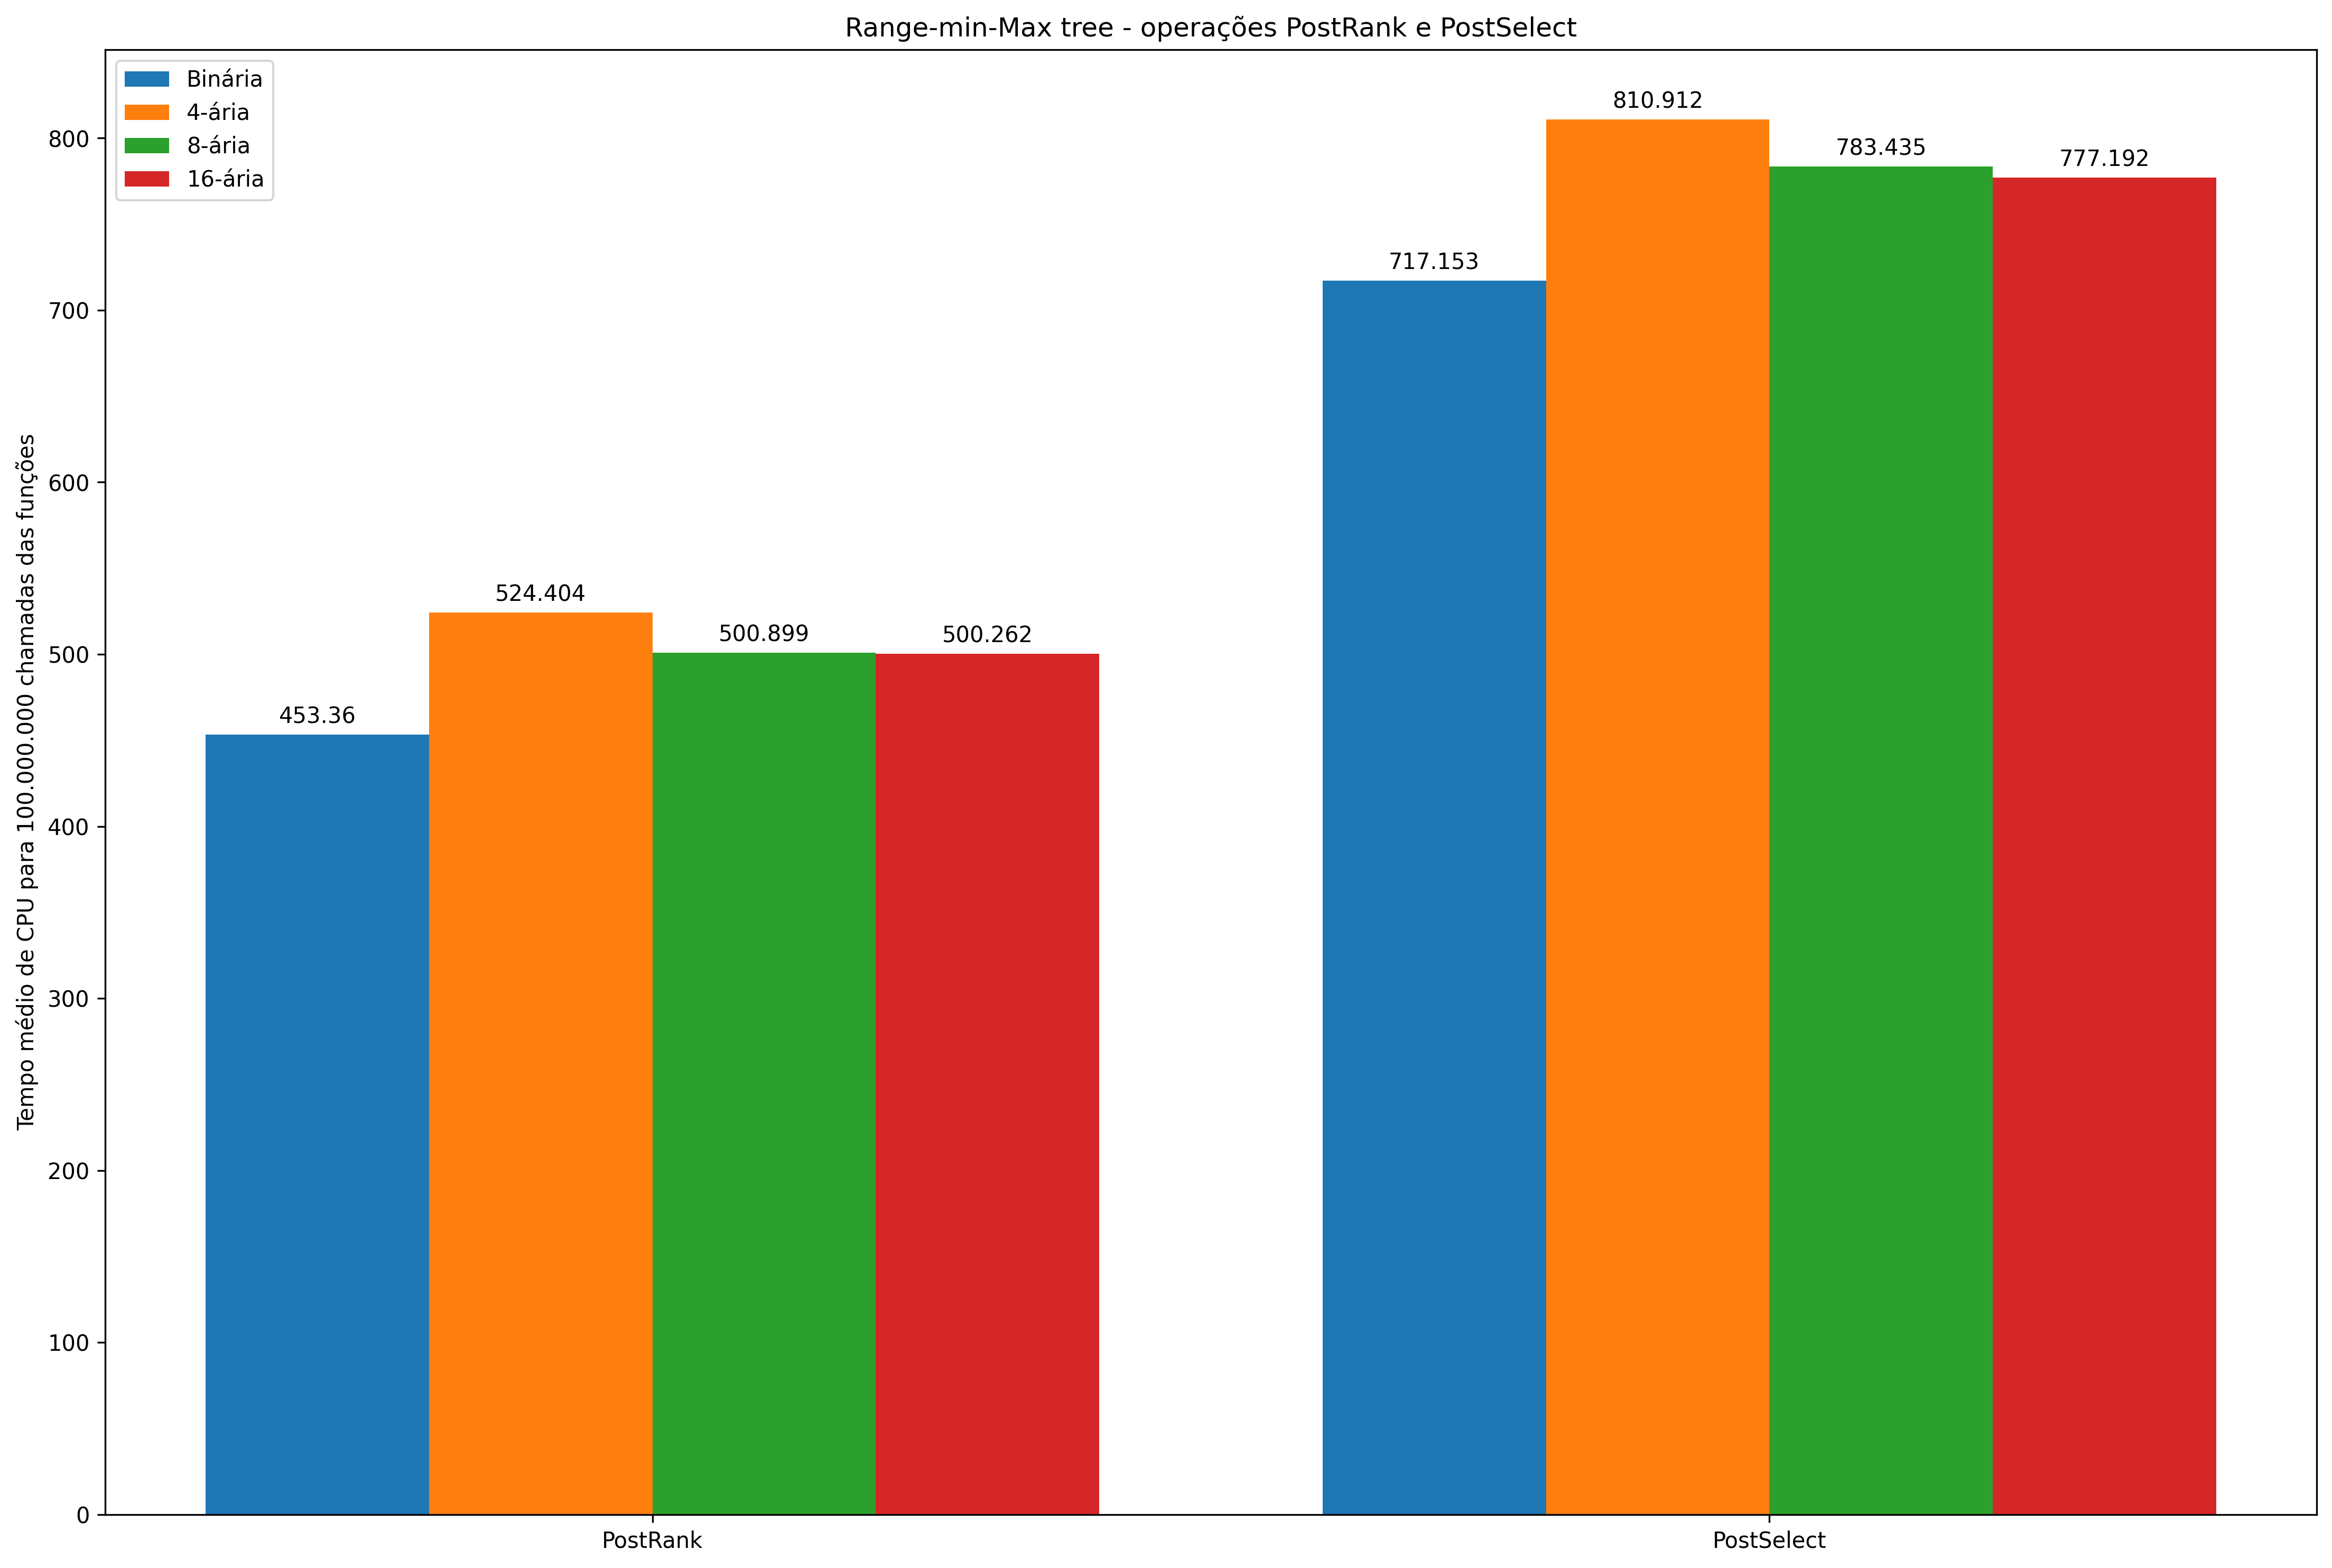 Range-min-Max tree - operações PostRank e PostSelect
Binária
4-ária
8-ária
16-ária
Tempo médio de CPU para 100.000.000 chamadas das funções
800
700
600
500
400
300
200
100
0
453.36
524.404
500.899
500.262
717.153
810.912
783.435
777.192
PostRank
PostSelect